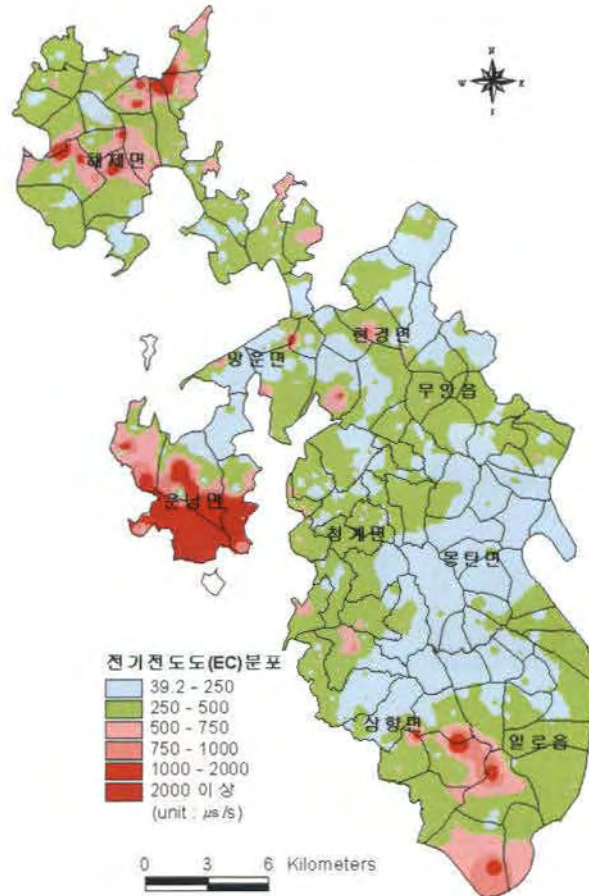 N
W
E
S
해제면
망운면
현경면
무안읍
운남면
청계면
몽탄면
삼향면
일로읍
전기전도도(EC)분포
39.2 - 250
250 - 500
500 - 750
750 - 1000
1000 - 2000
2000 이상
(unit : μs/s)
0 3 6 Kilometers